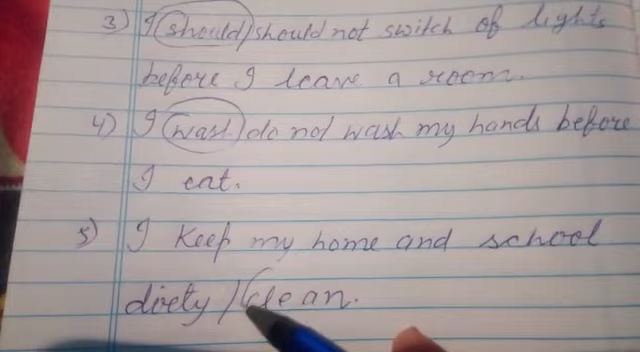 3) I should/should not switch of lights
before I leave a room.
4) I wash/do not wash my hands before
I eat.
5) I keep my home and school
dirty/clean.